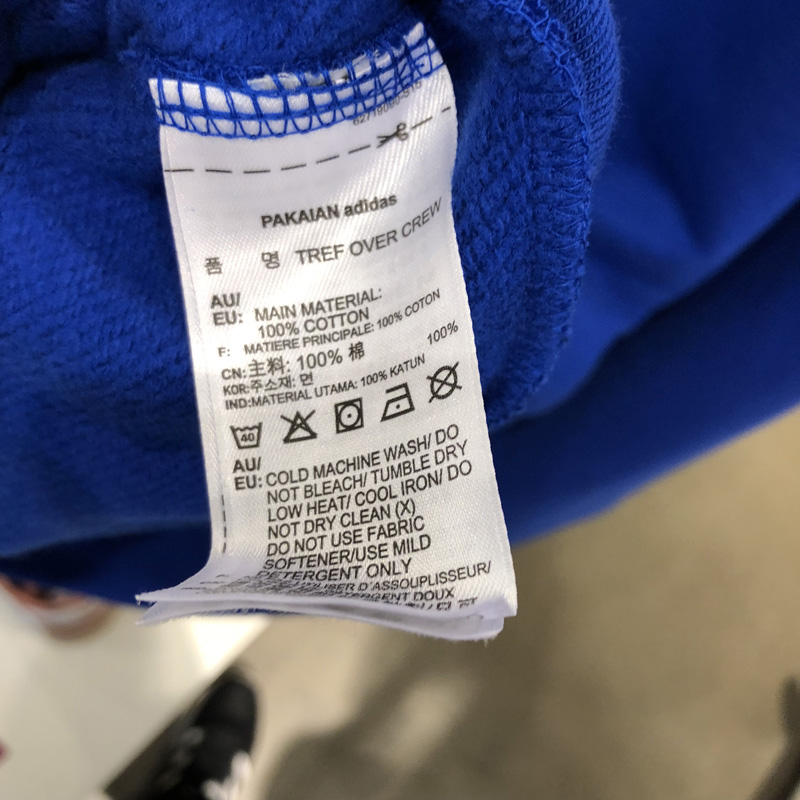 PAKAIAN adidas
품 명 TREF OVER CREW
AU/
EU: MAIN MATERIAL:
100% COTTON
F: MATIERE PRINCIPALE: 100% COTON
CN:主料: 100% 棉
KOR:주소재: 면 100%
IND:MATERIAL UTAMA: 100% KATUN
40
AU/
EU: COLD MACHINE WASH/ DO
NOT BLEACH/ TUMBLE DRY
LOW HEAT/ COOL IRON/ DO
NOT DRY CLEAN (X)
DO NOT USE FABRIC
SOFTENER/USE MILD
DETERGENT ONLY
D'ASSOUPLISSEUR/
DOUX